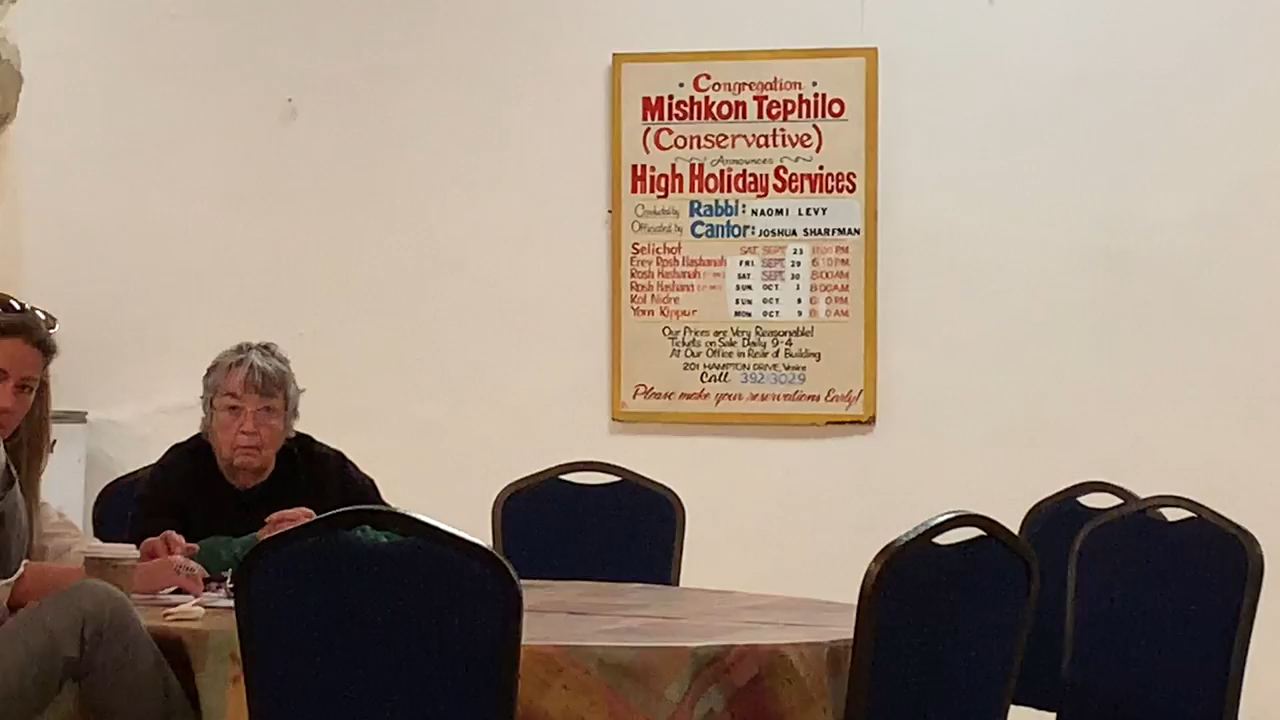 • Congregation •
Mishkon Tephilo
(Conservative)
Announces
High Holiday Services
Conducted by Rabbi: NAOMI LEVY
Officiated by Cantor: JOSHUA SHARFMAN
Selichot SAT. SEPT 23 PM
Erev Rosh Hashanah FRI. SEPT. 29 6:10 PM
Rosh Hashanah SAT. SEPT. 30 8:00 AM
Rosh Hashana SUN. OCT. 1 8:00 AM
Kol Nidre SUN OCT. 8 PM
Yom Kippur MON OCT. 9 AM
Our Prices are Very Reasonable!
Tickets on Sale Daily 9-4
At Our Office in Rear of Building
201 HAMPTON DRIVE, Venice
Call 392 3029
Please make your reservations Early!